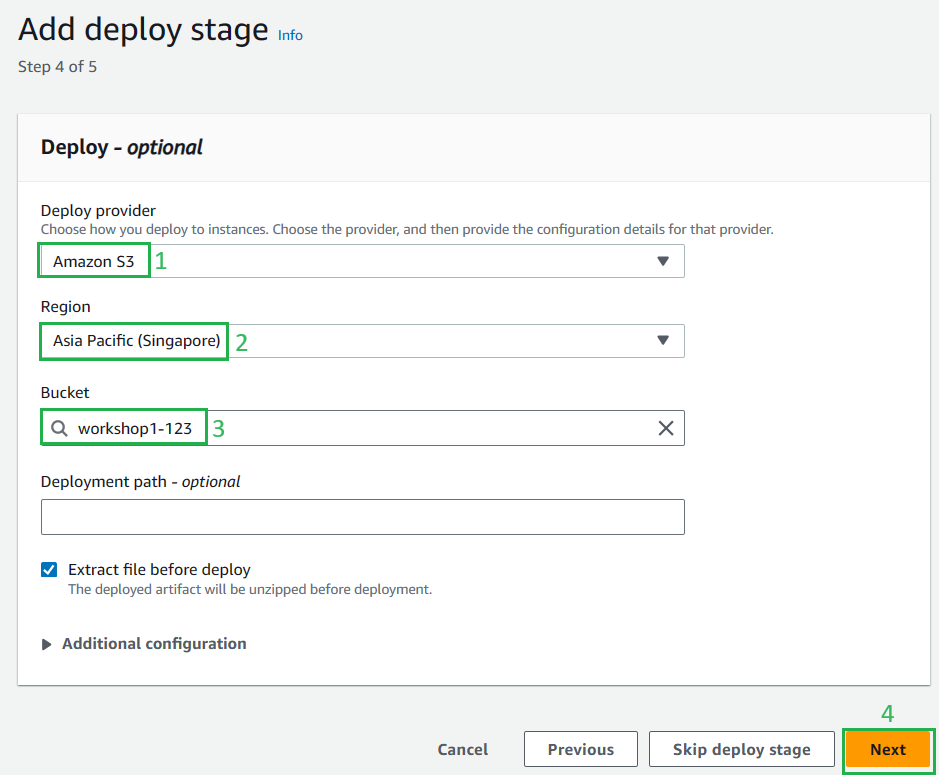 Add deploy stage Info
Step 4 of 5
Deploy - optional
Deploy provider
Choose how you deploy to instances. Choose the provider, and then provide the configuration details for that provider.
Amazon S3 1
Region
Asia Pacific (Singapore) 2
Bucket
workshop1-123 3
Deployment path - optional
Extract file before deploy
The deployed artifact will be unzipped before deployment.
Additional configuration
4
Cancel Previous Skip deploy stage Next